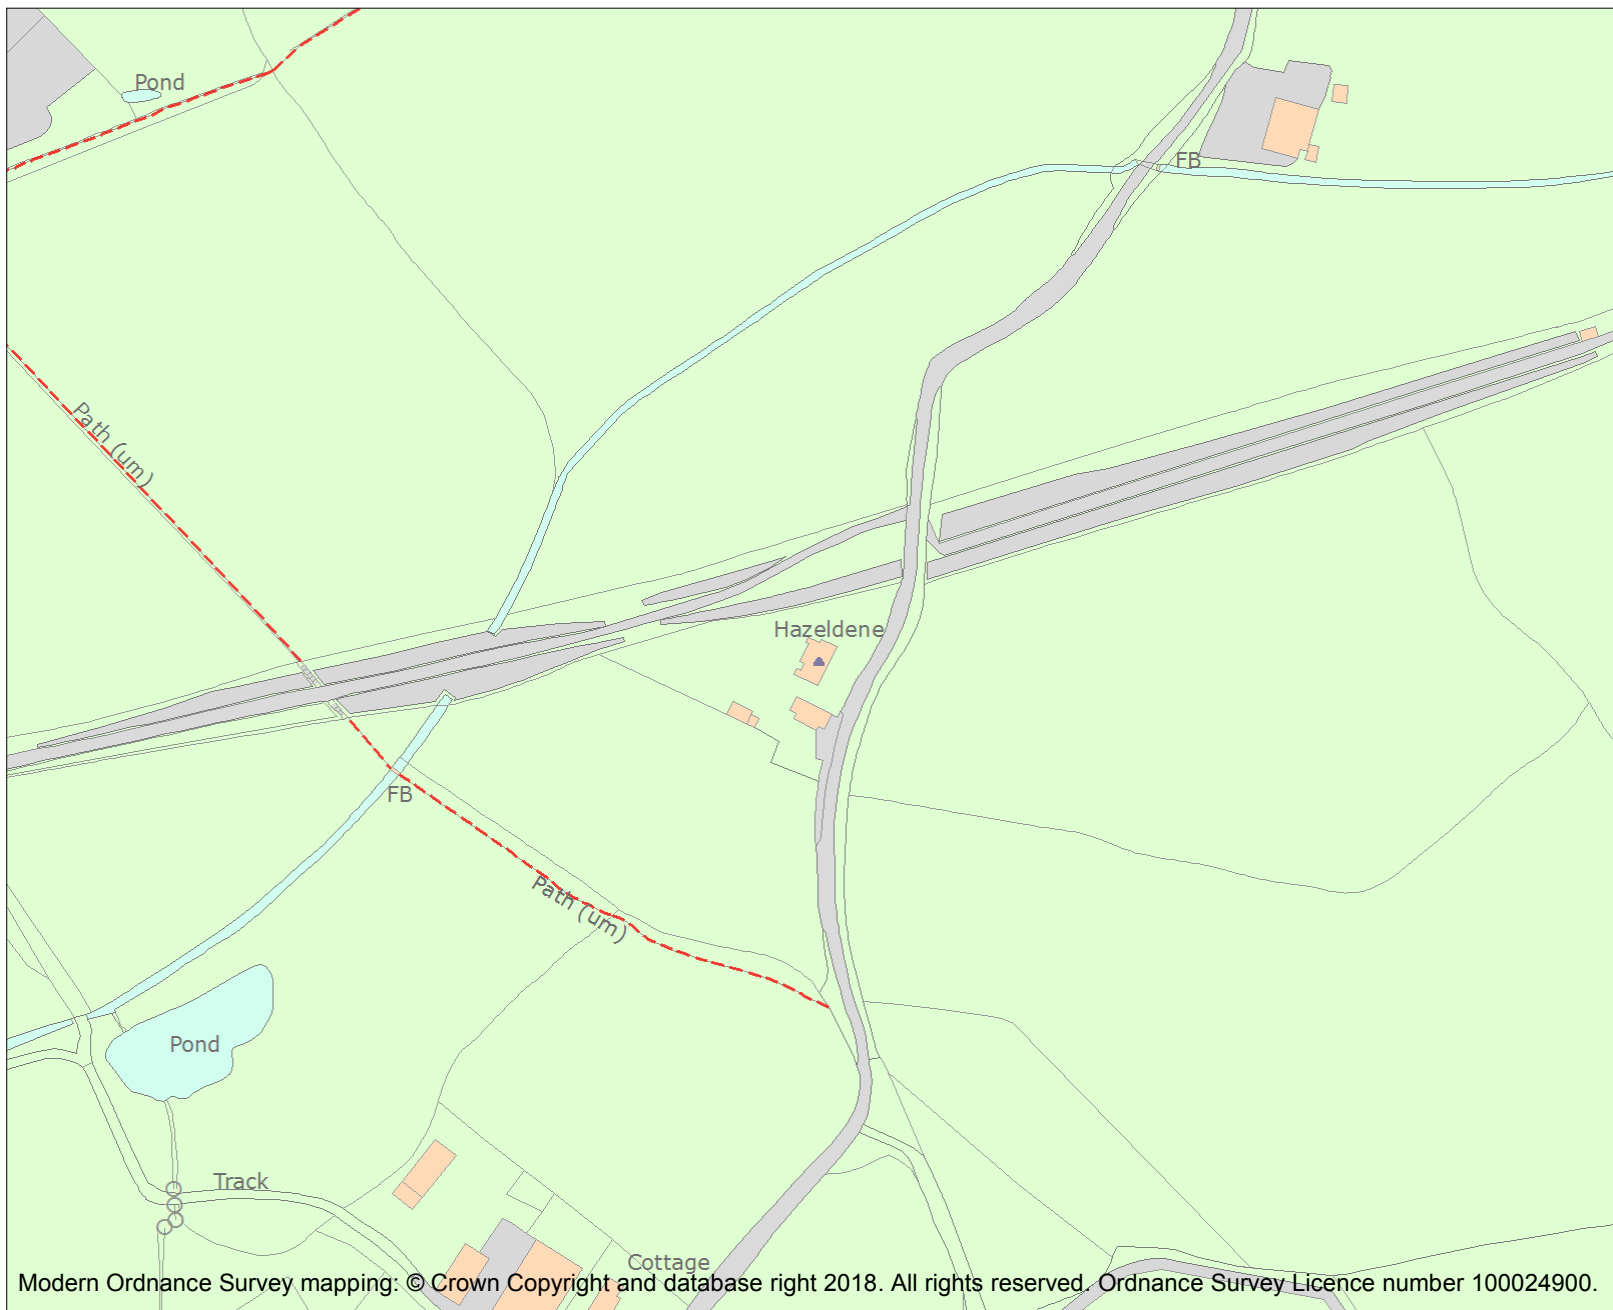 Pond
FB
Path (um)
Hazeldene
FB
Path (um)
Pond
Track
Cottage
Modern Ordnance Survey mapping: © Crown Copyright and database right 2018. All rights reserved. Ordnance Survey Licence number 100024900.